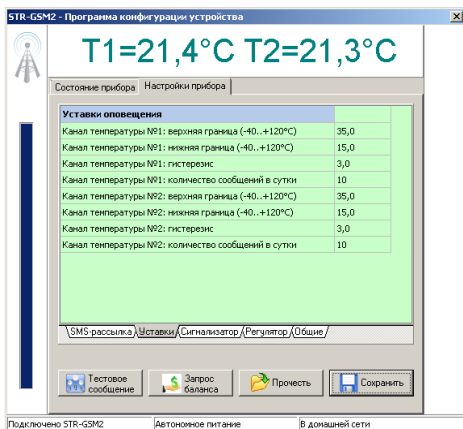 STR-GSM2 - Программа конфигурации устройства
T1=21,4°C T2=21,3°C
Состояние прибора Настройки прибора
Уставки оповещения
Канал температуры №1: верхняя граница (-40..+120°C) 35,0
Канал температуры №1: нижняя граница (-40..+120°C) 15,0
Канал температуры №1: гистерезис 3,0
Канал температуры №1: количество сообщений в сутки 10
Канал температуры №2: верхняя граница (-40..+120°C) 35,0
Канал температуры №2: нижняя граница (-40..+120°C) 15,0
Канал температуры №2: гистерезис 3,0
Канал температуры №2: количество сообщений в сутки 10
SMS-рассылка Уставки Сигнализатор Регулятор Общие
Тестовое сообщение
Запрос баланса
Прочесть
Сохранить
Подключено STR-GSM2 Автономное питание В домашней сети